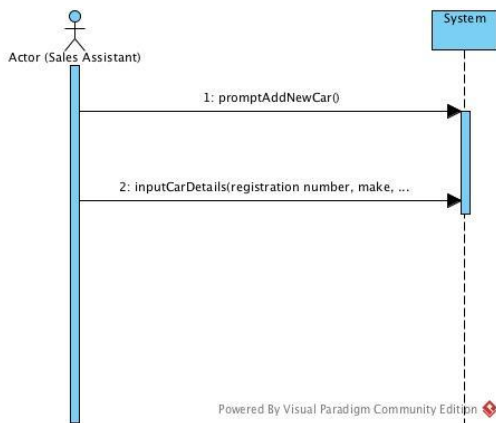 System
Actor (Sales Assistant)
1: promptAddNewCar()
2: inputCarDetails(registration number, make, ...
Powered By Visual Paradigm Community Edition